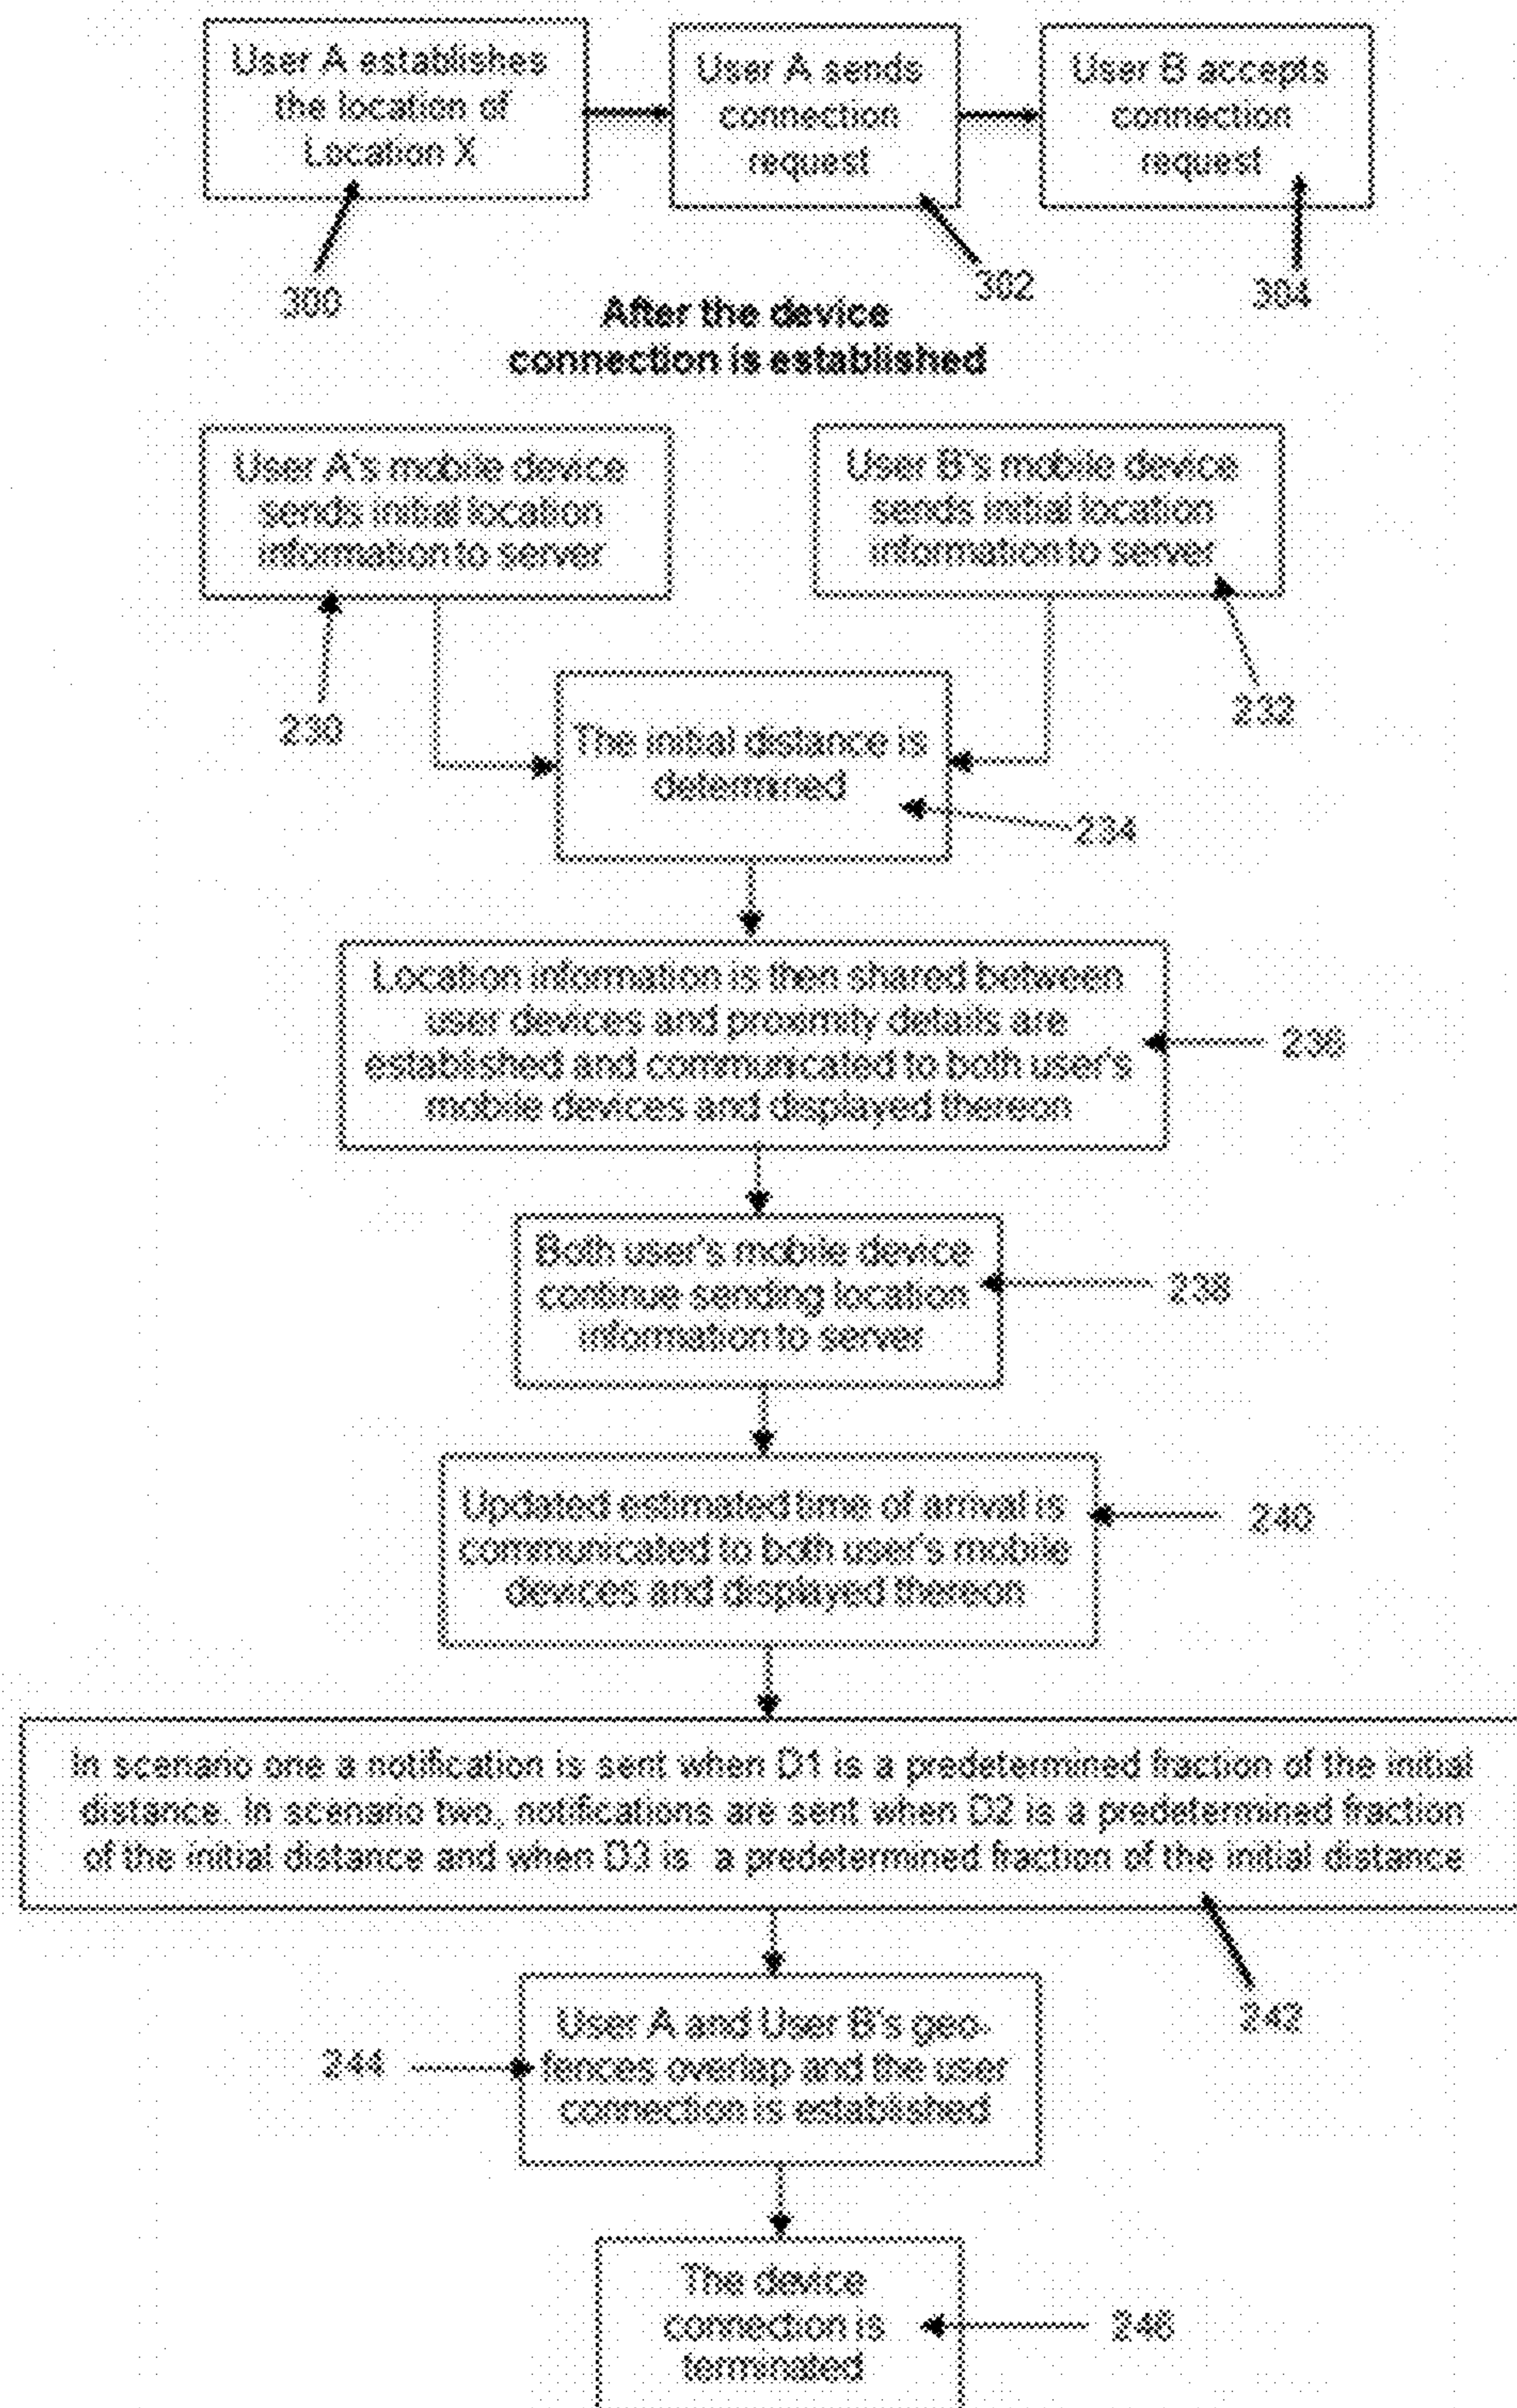 User A establishes
the location of
Location X
User A sends
connection
request
User B accepts
connection
request
300
302
304
After the device
connection is established
User A's mobile device
sends initial location
information to server
User B's mobile device
sends initial location
information to server
230
232
The initial distance is
determined
234
Location information is then shared between
user devices and proximity details are
established and communicated to both user's
mobile devices and displayed thereon
236
Both user's mobile device
continue sending location
information to server
238
Updated estimated time of arrival is
communicated to both user's mobile
devices and displayed thereon
240
In scenario one a notification is sent when D1 is a predetermined fraction of the initial
distance. In scenario two, notifications are sent when D2 is a predetermined fraction
of the initial distance and when D3 is a predetermined fraction of the initial distance
242
User A and User B's geo-
fences overlap and the user
connection is established
244
The device
connection is
terminated
246